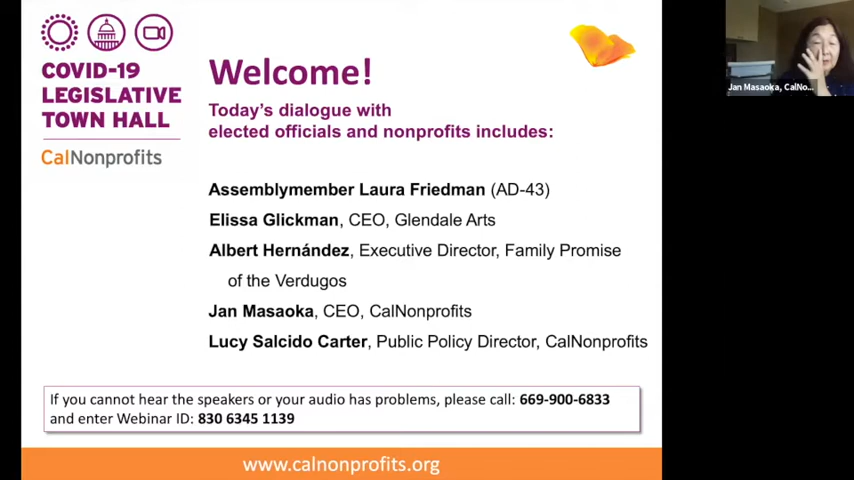 COVID-19
LEGISLATIVE
TOWN HALL
CalNonprofits
Welcome!
Today's dialogue with
elected officials and nonprofits includes:
Assemblymember Laura Friedman (AD-43)
Elissa Glickman, CEO, Glendale Arts
Albert Hernández, Executive Director, Family Promise
of the Verdugos
Jan Masaoka, CEO, CalNonprofits
Lucy Salcido Carter, Public Policy Director, CalNonprofits
If you cannot hear the speakers or your audio has problems, please call: 669-900-6833
and enter Webinar ID: 830 6345 1139
www.calnonprofits.org
Jan Masaoka, CalNo...